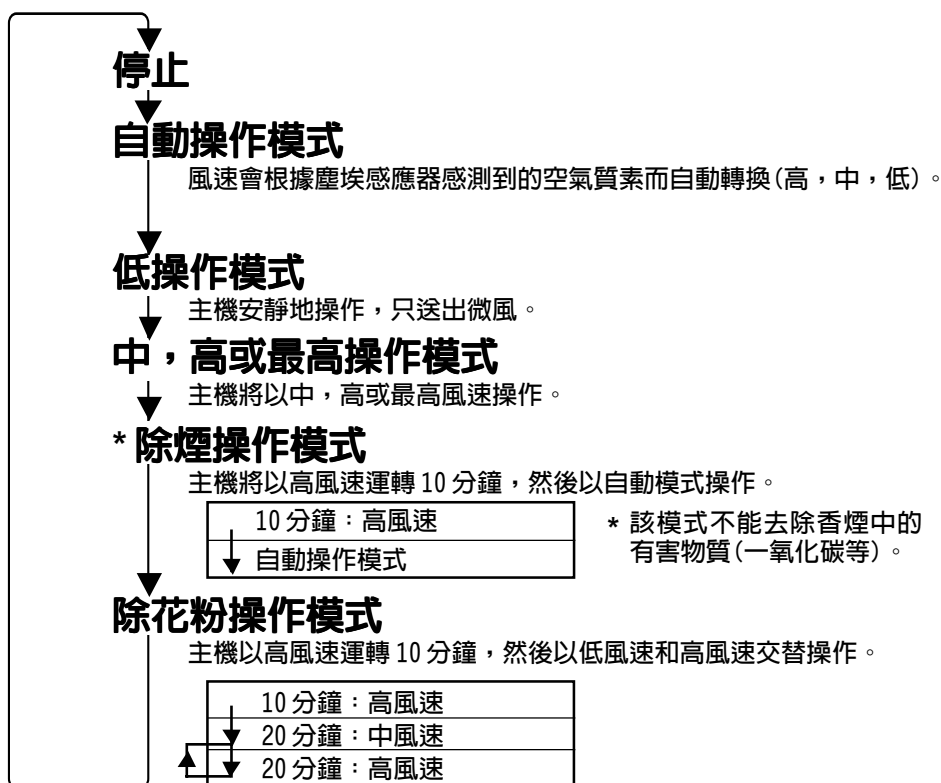 停止
自動操作模式
風速會根據塵埃感應器感測到的空氣質素而自動轉換(高，中，低)。
低操作模式
主機安靜地操作，只送出微風。
中，高或最高操作模式
主機將以中，高或最高風速操作。
*除煙操作模式
主機將以高風速運轉 10 分鐘，然後以自動模式操作。
10 分鐘：高風速
自動操作模式
* 該模式不能去除香煙中的
有害物質(一氧化碳等)。
除花粉操作模式
主機以高風速運轉 10 分鐘，然後以低風速和高風速交替操作。
10 分鐘：高風速
20 分鐘：中風速
20 分鐘：高風速